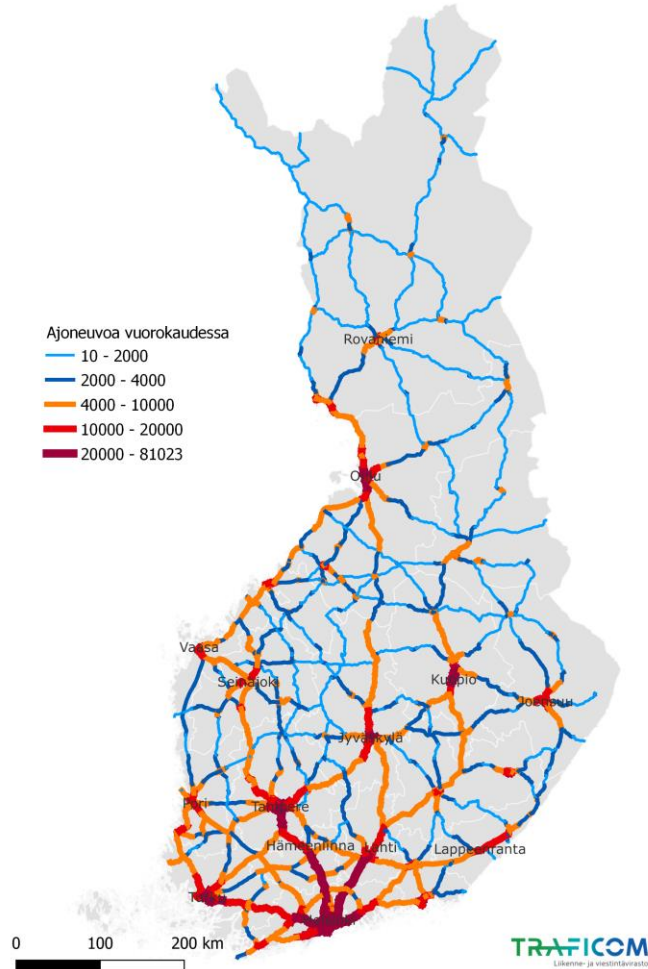 Ajoneuvoa vuorokaudessa
10 - 2000
2000 - 4000
4000 - 10000
10000 - 20000
20000 - 81023
Rovaniemi
Oulu
Vaasa
Seinäjoki
Kuopio
Joensuu
Jyväskylä
Pori
Tampere
Hämeenlinna
Lahti
Lappeenranta
Turku
0 100 200 km
TRAFICOM
Liikenne- ja viestintävirasto